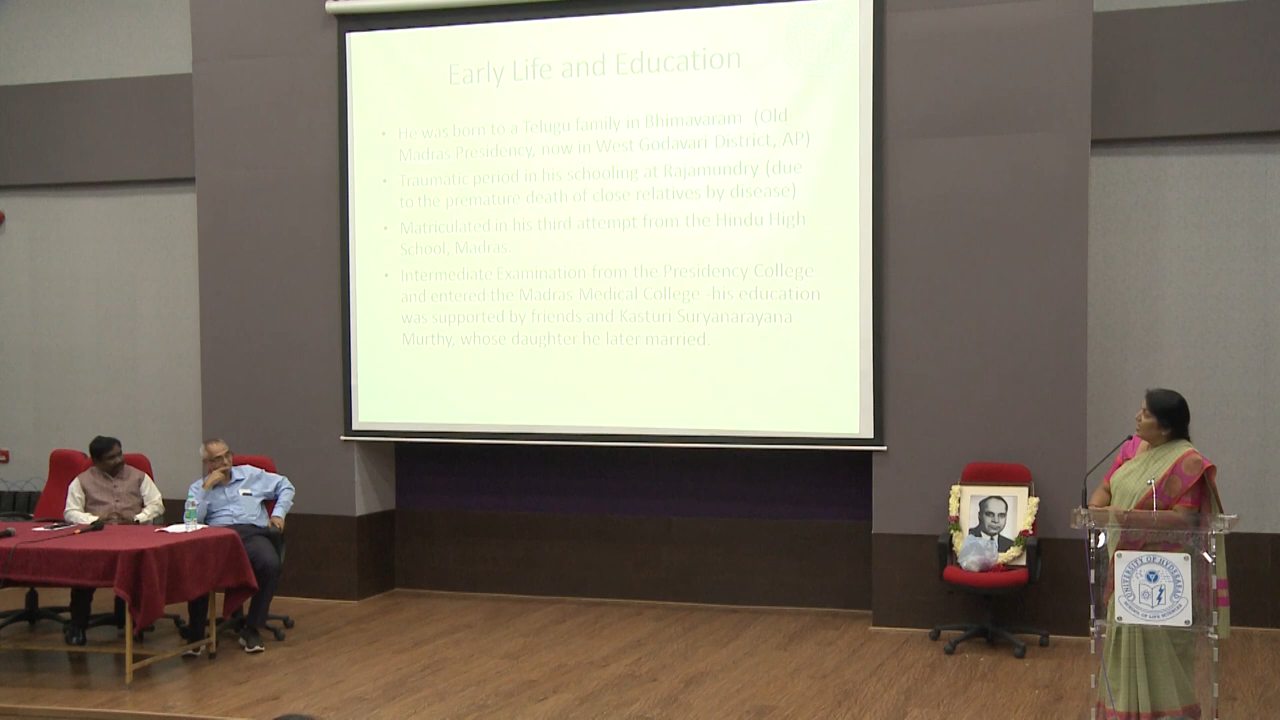 Early Life and Education
• He was born to a Telugu family in Bhimavaram (Old
Madras Presidency, now in West Godavari District, AP)
• Traumatic period in his schooling at Rajamundry (due
to the premature death of close relatives by disease)
• Matriculated in his third attempt from the Hindu High
School, Madras.
• Intermediate Examination from the Presidency College
and entered the Madras Medical College -his education
was supported by friends and Kasturi Suryanarayana
Murthy, whose daughter he later married.
UNIVERSITY OF HYDERABAD
SCHOOL OF LIFE SCIENCES